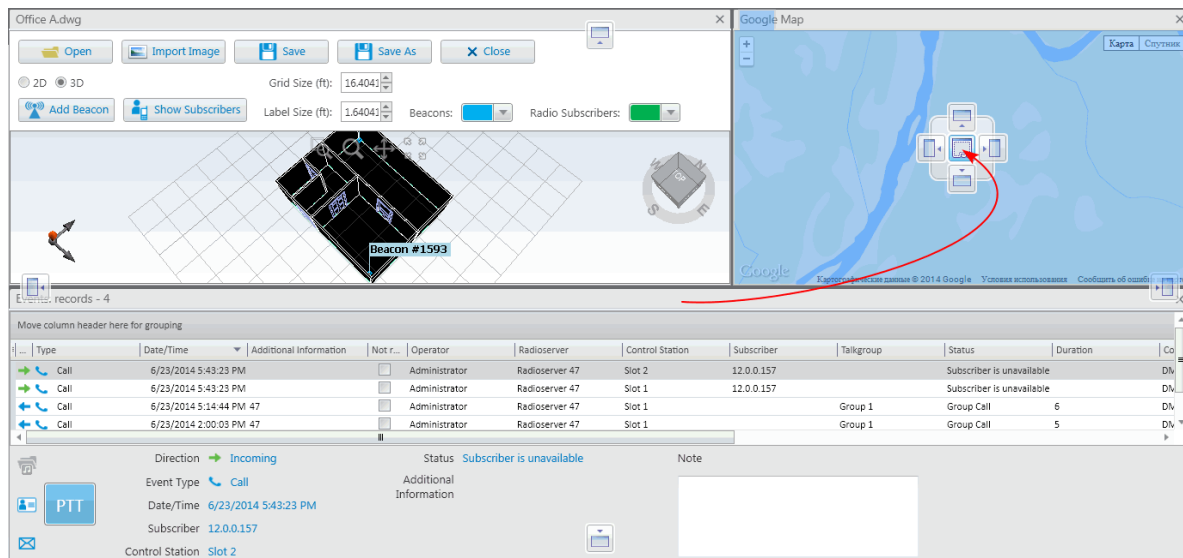 Office A.dwg
Google Map
Open Import Image Save Save As Close
Карта Спутник
2D 3D Grid Size (ft): 16.4041
Add Beacon Show Subscribers Label Size (ft): 1.64041 Beacons: Radio Subscribers:
N
W TOP
S E
Beacon #1593
Google
Картографические данные © 2014 Google Условия использования Сообщить об
Events: records - 4
Move column header here for grouping
... Type Date/Time Additional Information Not r... Operator Radioserver Control Station Subscriber Talkgroup Status Duration Co
Call 6/23/2014 5:43:23 PM Administrator Radioserver 47 Slot 2 12.0.0.157 Subscriber is unavailable DM
Call 6/23/2014 5:43:23 PM Administrator Radioserver 47 Slot 1 12.0.0.157 Subscriber is unavailable DM
Call 6/23/2014 5:14:44 PM 47 Administrator Radioserver 47 Slot 1 Group 1 Group Call 6 DM
Call 6/23/2014 2:00:03 PM 47 Administrator Radioserver 47 Slot 1 Group 1 Group Call 5 DM
Direction Incoming Status Subscriber is unavailable Note
Event Type Call Additional Information
PTT
Date/Time 6/23/2014 5:43:23 PM
Subscriber 12.0.0.157
Control Station Slot 2